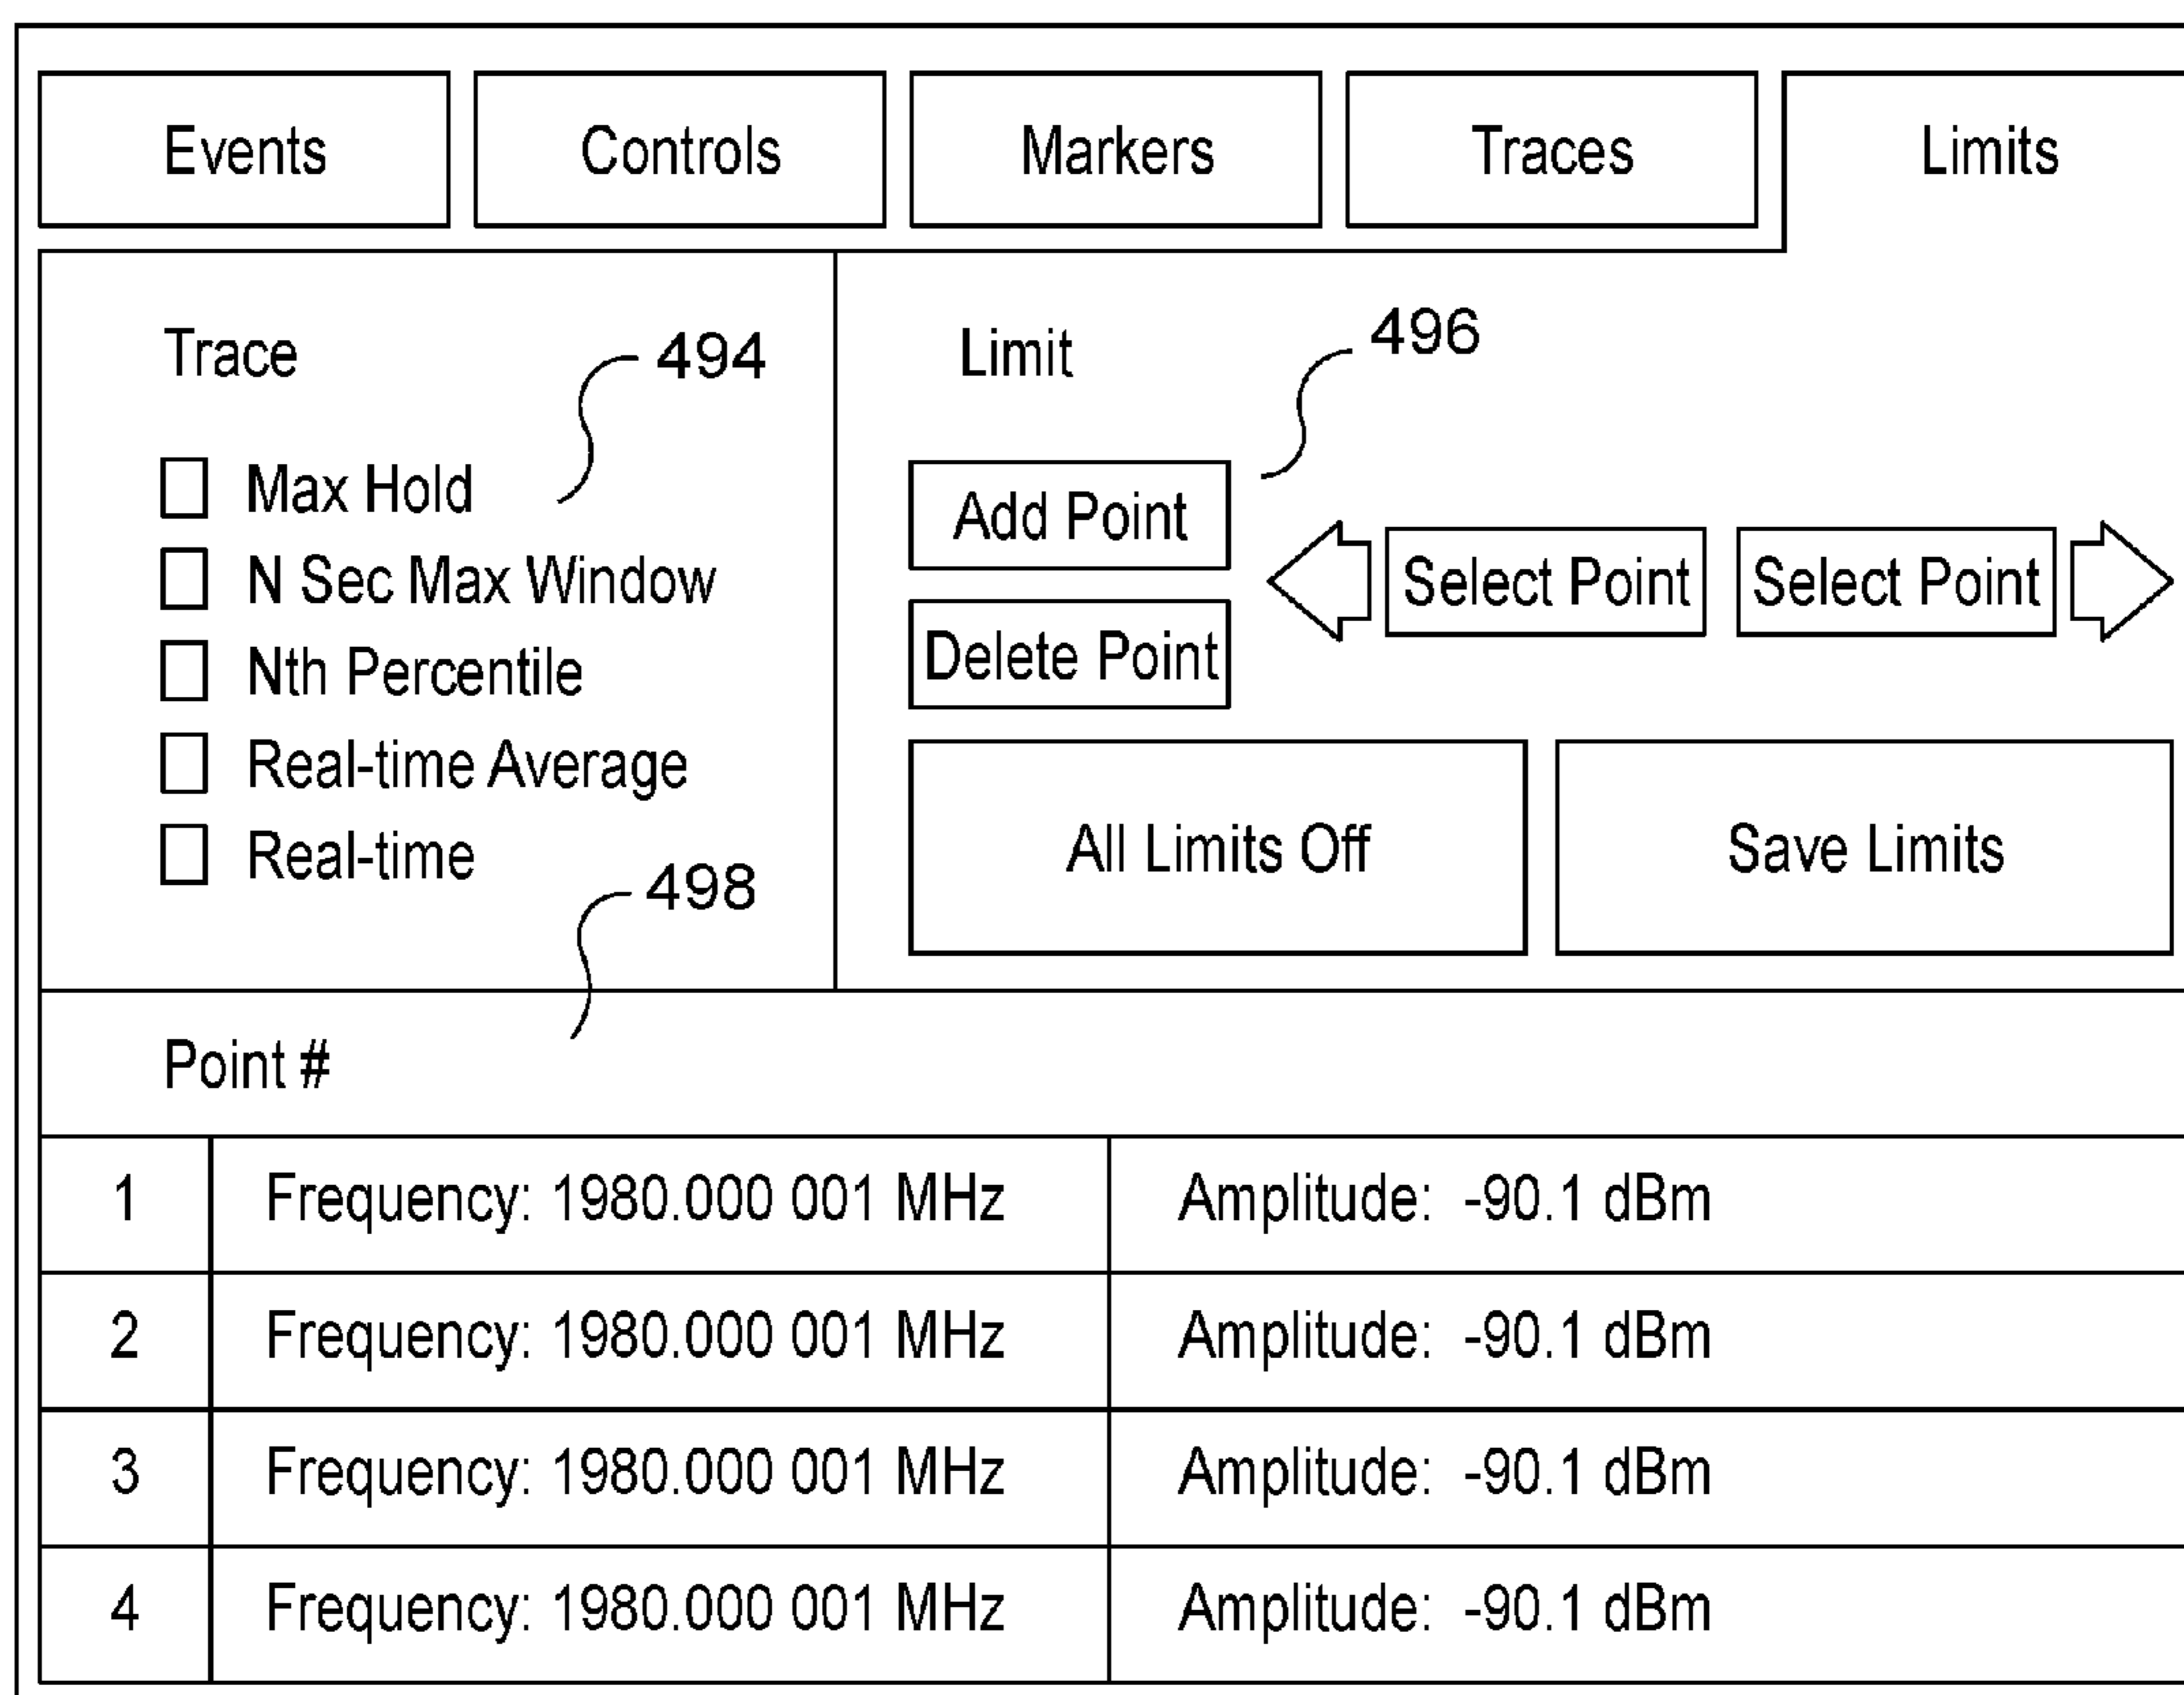 Events Controls Markers Traces Limits
Trace
494
Max Hold
N Sec Max Window
Nth Percentile
Real-time Average
Real-time
498
Limit
496
Add Point
Delete Point
Select Point Select Point
All Limits Off Save Limits
Point #
1 Frequency: 1980.000 001 MHz Amplitude: -90.1 dBm
2 Frequency: 1980.000 001 MHz Amplitude: -90.1 dBm
3 Frequency: 1980.000 001 MHz Amplitude: -90.1 dBm
4 Frequency: 1980.000 001 MHz Amplitude: -90.1 dBm